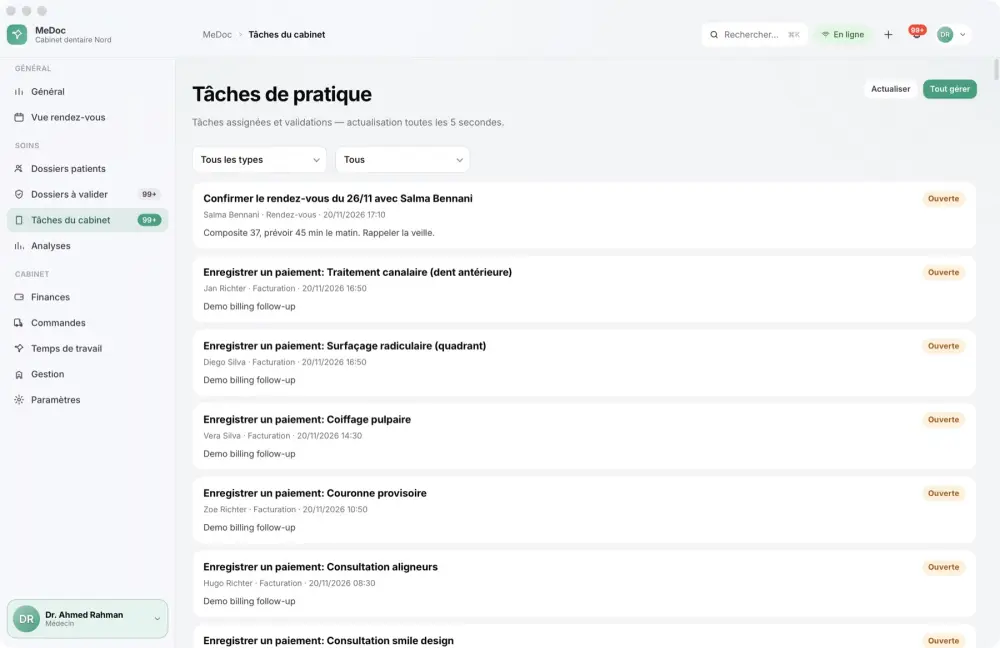 MeDoc
Cabinet dentaire Nord
MeDoc > Tâches du cabinet
Rechercher... ⌘K
En ligne
99+
DR
GÉNÉRAL
Général
Vue rendez-vous
SOINS
Dossiers patients
Dossiers à valider 99+
Tâches du cabinet 99+
Analyses
CABINET
Finances
Commandes
Temps de travail
Gestion
Paramètres
DR
Dr. Ahmed Rahman
Médecin
Tâches de pratique
Actualiser
Tout gérer
Tâches assignées et validations — actualisation toutes les 5 secondes.
Tous les types
Tous
Confirmer le rendez-vous du 26/11 avec Salma Bennani
Ouverte
Salma Bennani · Rendez-vous · 20/11/2026 17:10
Composite 37, prévoir 45 min le matin. Rappeler la veille.
Enregistrer un paiement: Traitement canalaire (dent antérieure)
Ouverte
Jan Richter · Facturation · 20/11/2026 16:50
Demo billing follow-up
Enregistrer un paiement: Surfaçage radiculaire (quadrant)
Ouverte
Diego Silva · Facturation · 20/11/2026 16:50
Demo billing follow-up
Enregistrer un paiement: Coiffage pulpaire
Ouverte
Vera Silva · Facturation · 20/11/2026 14:30
Demo billing follow-up
Enregistrer un paiement: Couronne provisoire
Ouverte
Zoe Richter · Facturation · 20/11/2026 10:50
Demo billing follow-up
Enregistrer un paiement: Consultation aligneurs
Ouverte
Hugo Richter · Facturation · 20/11/2026 08:30
Demo billing follow-up
Enregistrer un paiement: Consultation smile design
Ouverte